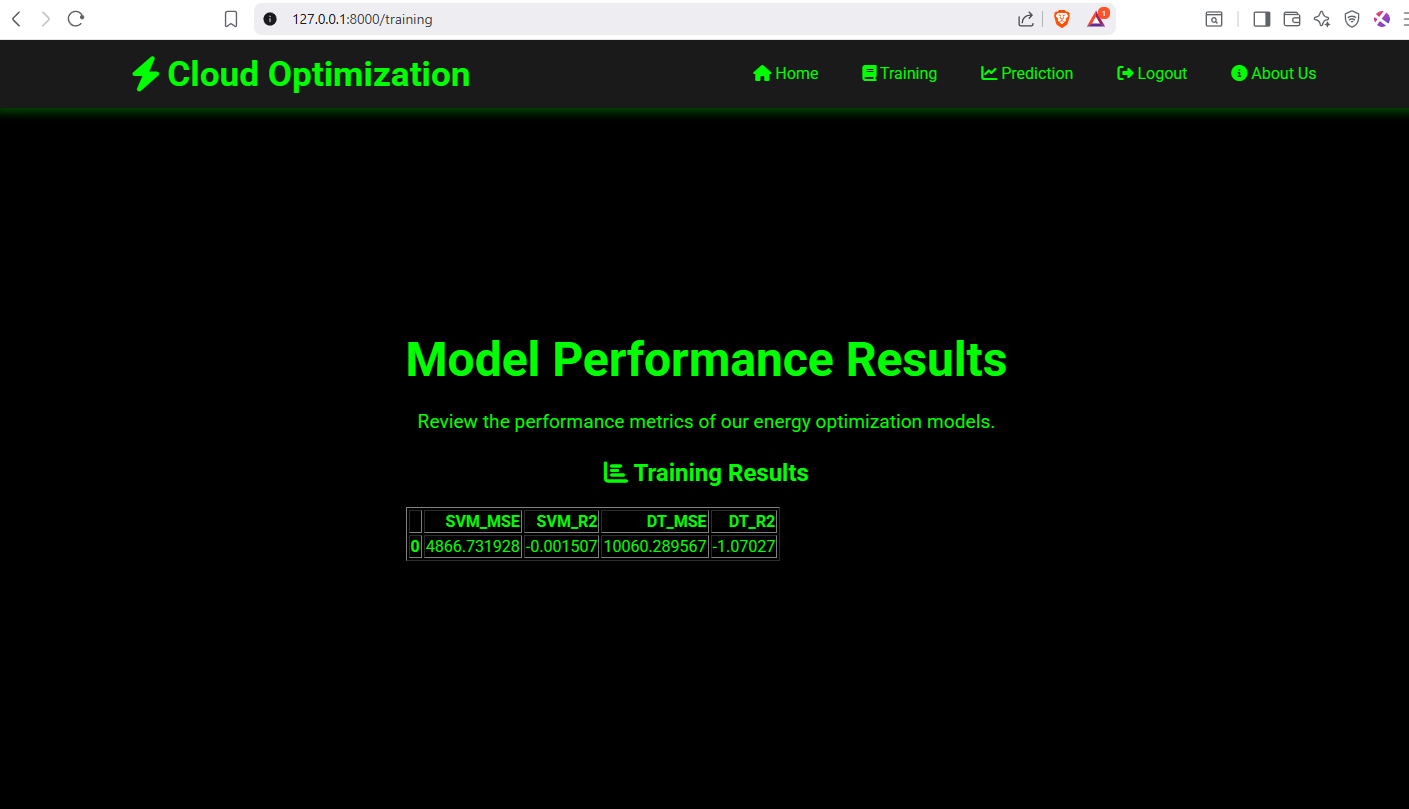 127.0.0.1:8000/training
1
Cloud Optimization
Home
Training
Prediction
Logout
About Us
Model Performance Results
Review the performance metrics of our energy optimization models.
Training Results
SVM_MSE SVM_R2 DT_MSE DT_R2
0 4866.731928 -0.001507 10060.289567 -1.07027